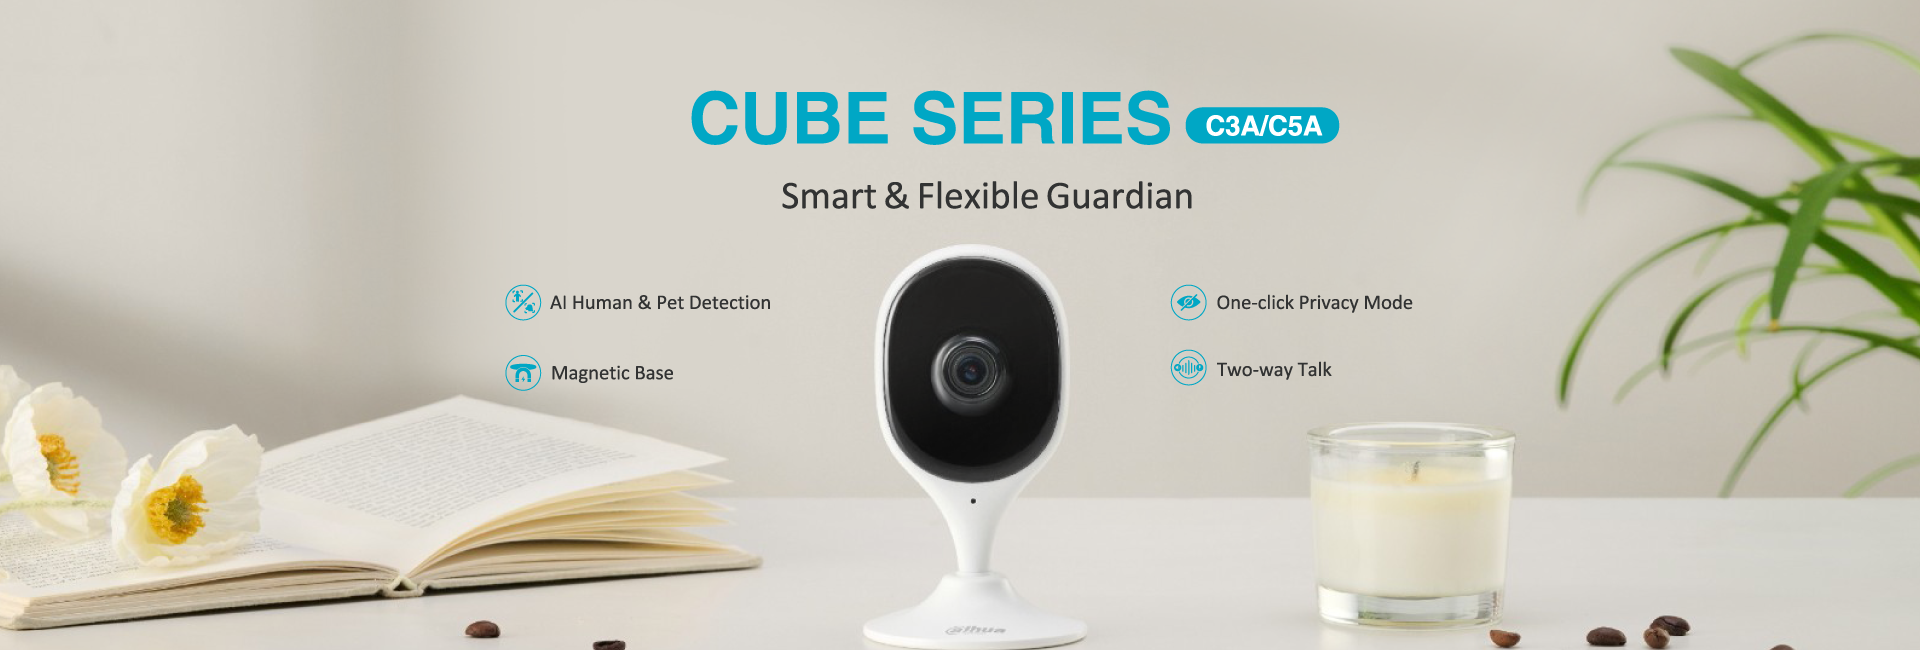 CUBE SERIES C3A/C5A
Smart & Flexible Guardian
AI Human & Pet Detection
Magnetic Base
One-click Privacy Mode
Two-way Talk
alhua